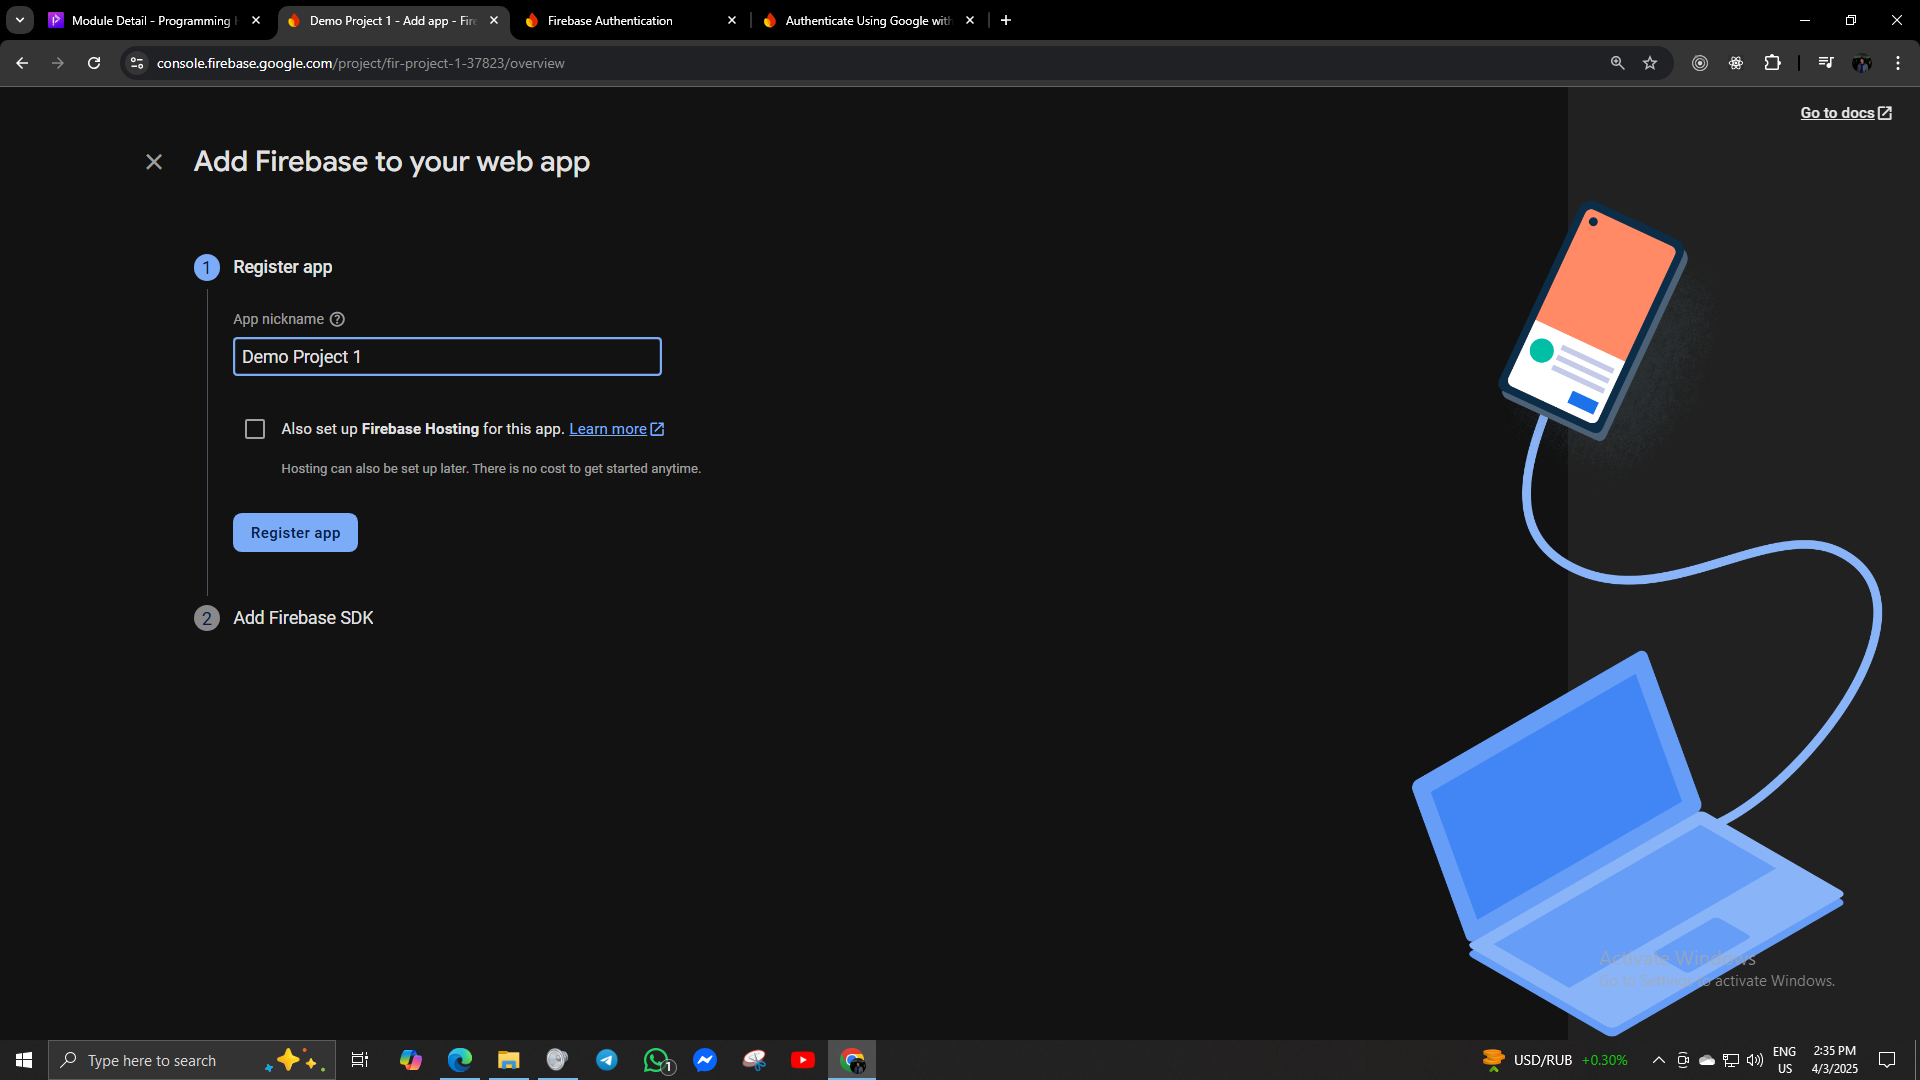 Module Detail - Programming
Demo Project 1 - Add app - Fire
Firebase Authentication
Authenticate Using Google with
console.firebase.google.com/project/fir-project-1-37823/overview
Go to docs
Add Firebase to your web app
1 Register app
App nickname
Demo Project 1
Also set up Firebase Hosting for this app. Learn more
Hosting can also be set up later. There is no cost to get started anytime.
Register app
2 Add Firebase SDK
Activate Windows
to activate Windows.
Type here to search
1
USD/RUB +0.30%
ENG
US
2:35 PM
4/3/2025